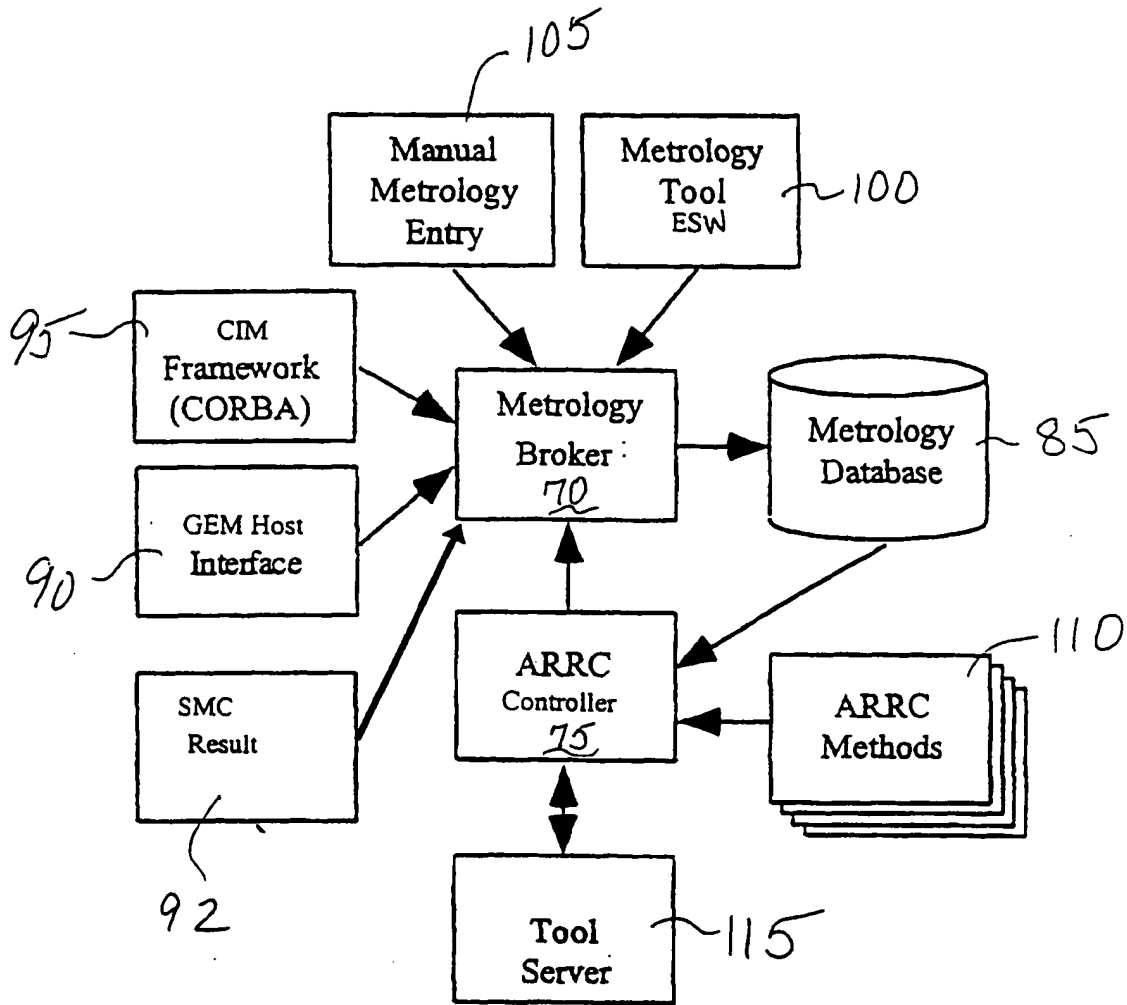 105
Manual
Metrology
Entry
Metrology
Tool
ESW
100
95
CIM
Framework
(CORBA)
Metrology
Broker
70
Metrology
Database
85
GEM Host
Interface
90
ARRC
Controller
75
110
ARRC
Methods
SMC
Result
92
Tool
Server
115